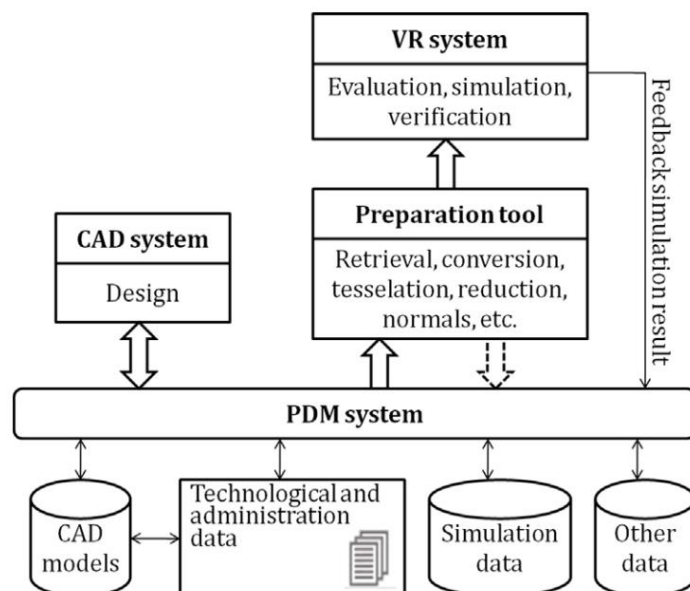 VR system
Evaluation, simulation,
verification
Feedback simulation result
Preparation tool
Retrieval, conversion,
tesselation, reduction,
normals, etc.
CAD system
Design
PDM system
CAD
models
Technological and
administration
data
Simulation
data
Other
data